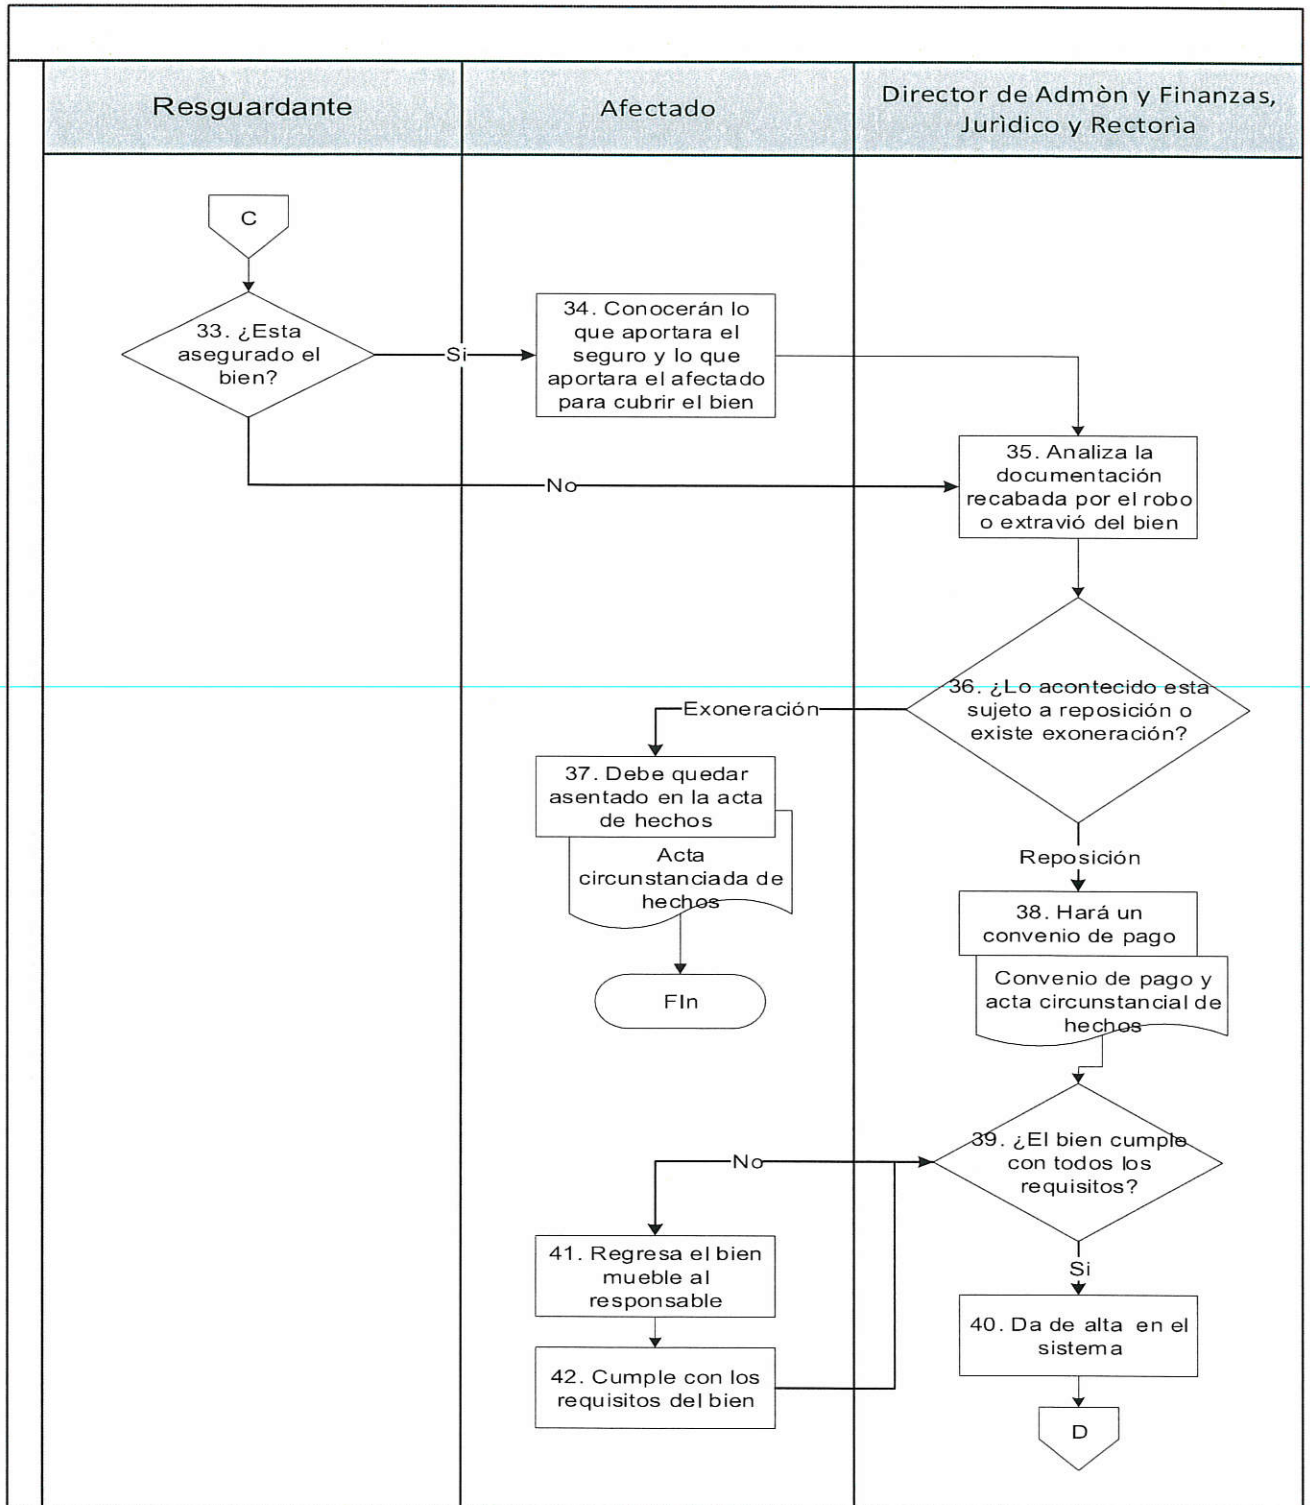 Resguardante
Afectado
Director de Admòn y Finanzas,
Jurìdico y Rectorìa
C
33. ¿Esta
asegurado el
bien?
Si
34. Conocerán lo
que aportara el
seguro y lo que
aportara el afectado
para cubrir el bien
No
35. Analiza la
documentación
recabada por el robo
o extravió del bien
36. ¿Lo acontecido esta
sujeto a reposición o
existe exoneración?
Exoneración
37. Debe quedar
asentado en la acta
de hechos
Acta
circunstanciada de
hechos
FIn
Reposición
38. Hará un
convenio de pago
Convenio de pago y
acta circunstancial de
hechos
39. ¿El bien cumple
con todos los
requisitos?
No
41. Regresa el bien
mueble al
responsable
42. Cumple con los
requisitos del bien
Si
40. Da de alta en el
sistema
D